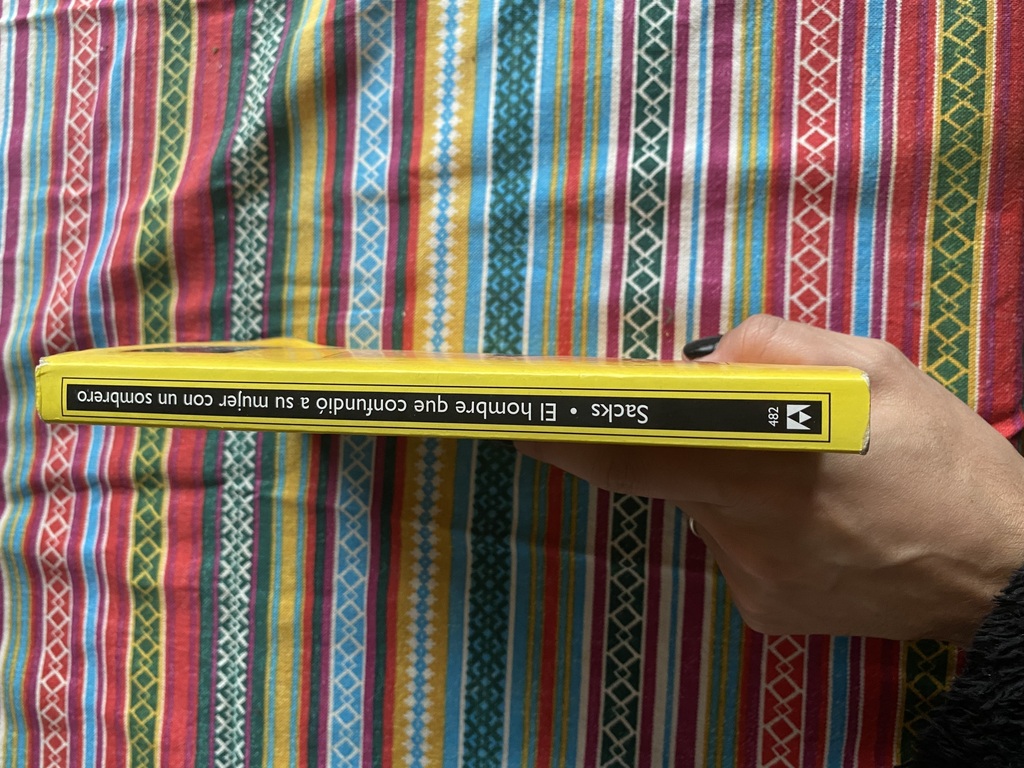 Sacks • El hombre que confundió a su mujer con un sombrero
482